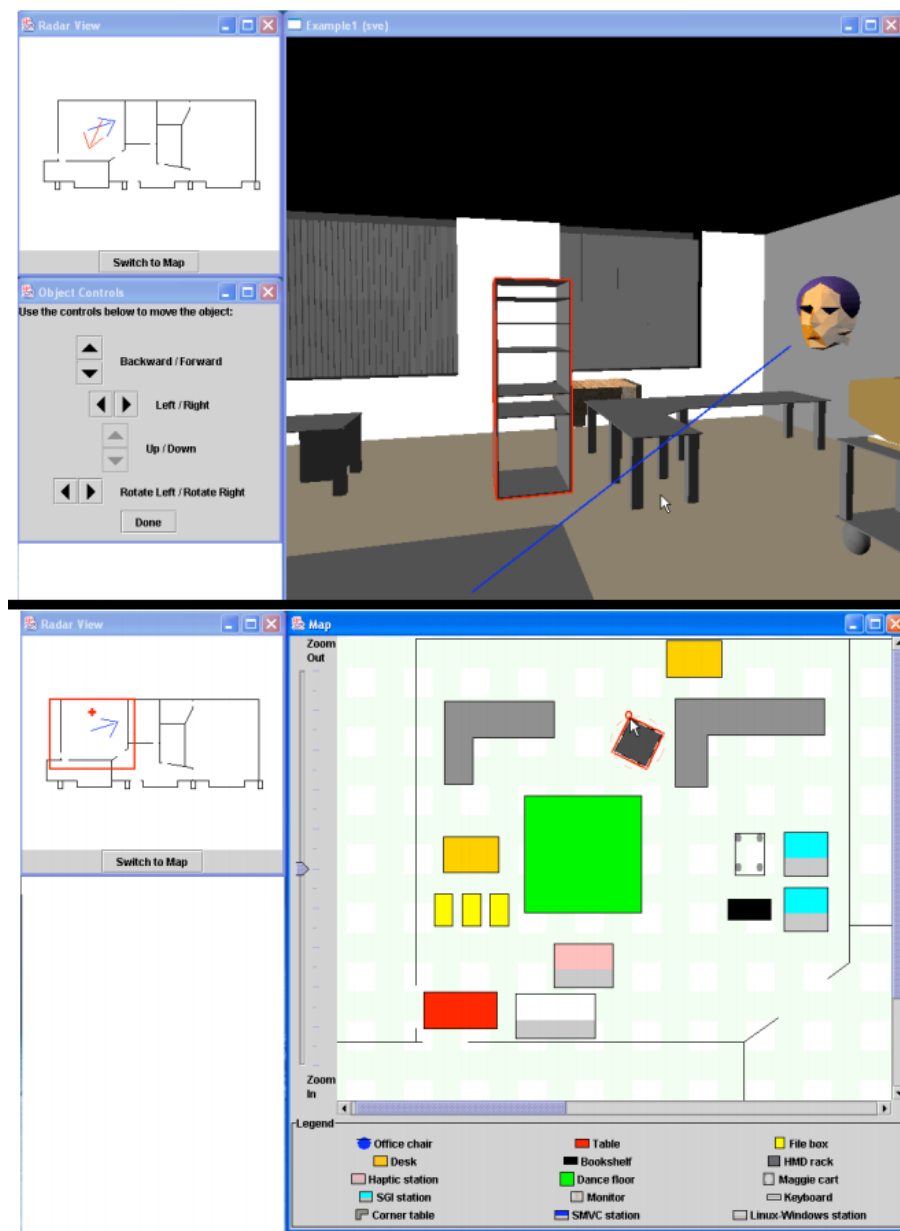 Radar View
Example1 (sve)
Switch to Map
Object Controls
Use the controls below to move the object:
Backward / Forward
Left / Right
Up / Down
Rotate Left / Rotate Right
Done
Radar View
Map
Zoom
Out
Switch to Map
Zoom
In
Legend
Office chair
Table
File box
Desk
Bookshelf
HMD rack
Haptic station
Dance floor
Maggie cart
SGI station
Monitor
Keyboard
Corner table
SMVC station
Linux-Windows station